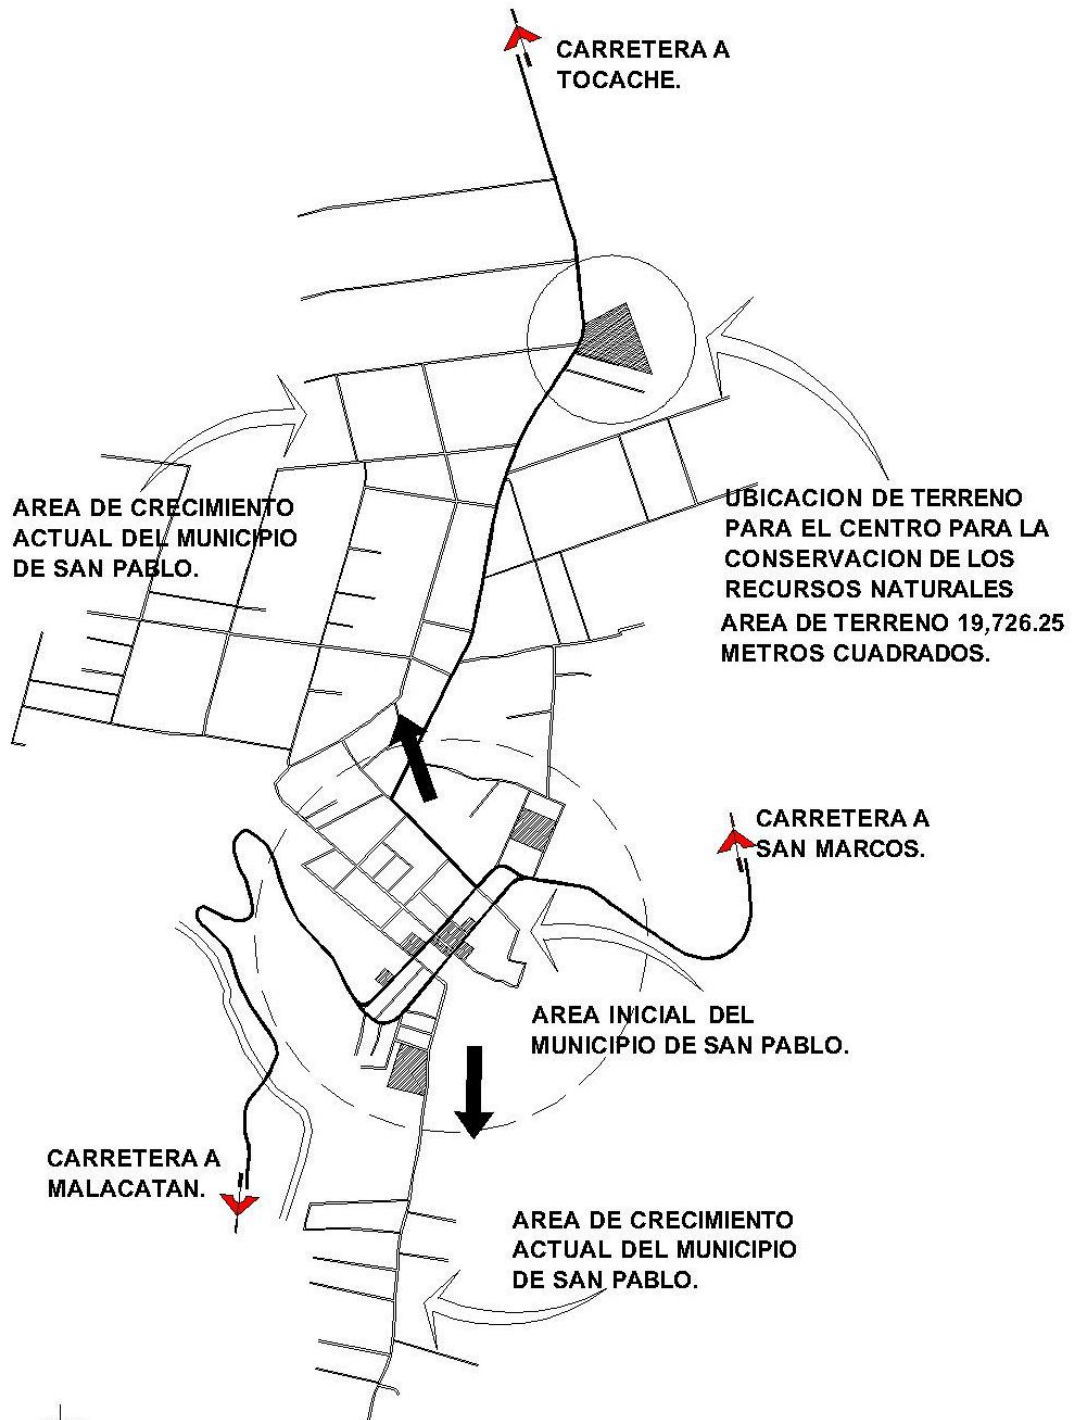 CARRETERA A
TOCACHE.
AREA DE CRECIMIENTO
ACTUAL DEL MUNICIPIO
DE SAN PABLO.
UBICACION DE TERRENO
PARA EL CENTRO PARA LA
CONSERVACION DE LOS
RECURSOS NATURALES
AREA DE TERRENO 19,726.25
METROS CUADRADOS.
CARRETERA A
SAN MARCOS.
AREA INICIAL DEL
MUNICIPIO DE SAN PABLO.
CARRETERA A
MALACATAN.
AREA DE CRECIMIENTO
ACTUAL DEL MUNICIPIO
DE SAN PABLO.